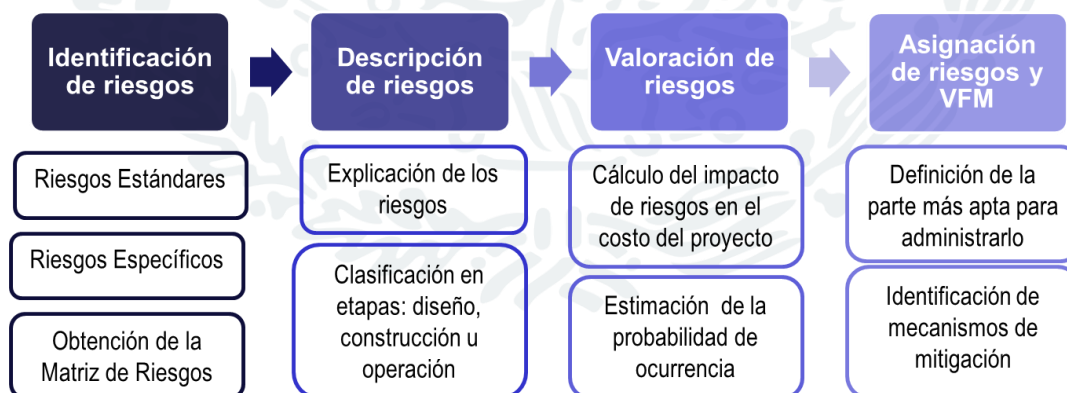 Identificación
de riesgos
Riesgos Estándares
Riesgos Específicos
Obtención de la
Matriz de Riesgos
Descripción
de riesgos
Explicación de los
riesgos
Clasificación en
etapas: diseño,
construcción u
operación
Valoración de
riesgos
Cálculo del impacto
de riesgos en el
costo del proyecto
Estimación de la
probabilidad de
ocurrencia
Asignación
de riesgos y
VFM
Definición de la
parte más apta para
administrarlo
Identificación de
mecanismos de
mitigación